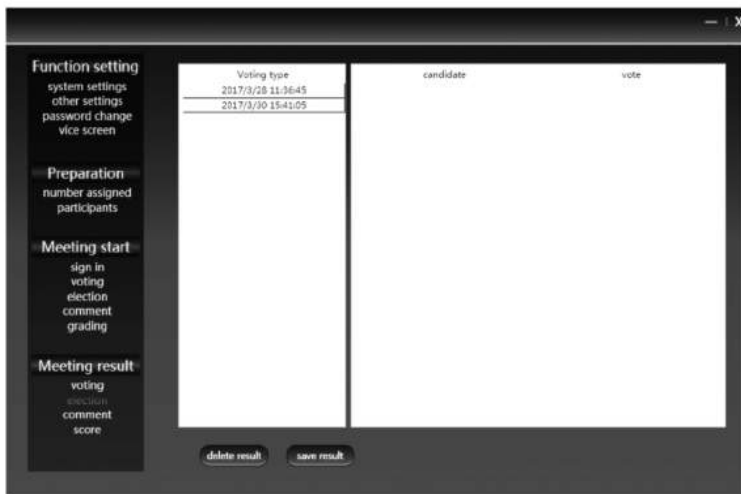 — | X
Function setting
system settings
other settings
password change
vice screen
Preparation
number assigned
participants
Meeting start
sign in
voting
election
comment
grading
Meeting result
voting
election
comment
score
Voting type
2017/3/28 11:36:45
2017/3/30 15:41:05
candidate vote
delete result save result